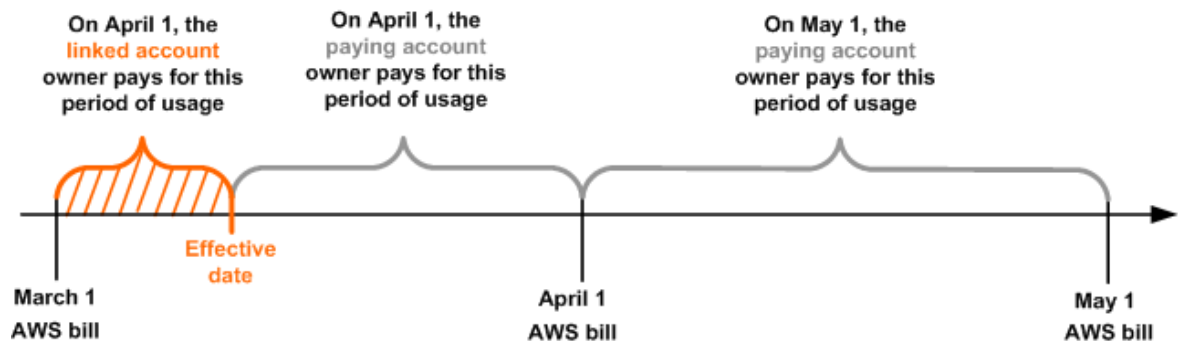 On April 1, the
linked account
owner pays for this
period of usage
On April 1, the
paying account
owner pays for this
period of usage
On May 1, the
paying account
owner pays for this
period of usage
Effective
date
March 1
AWS bill
April 1
AWS bill
May 1
AWS bill